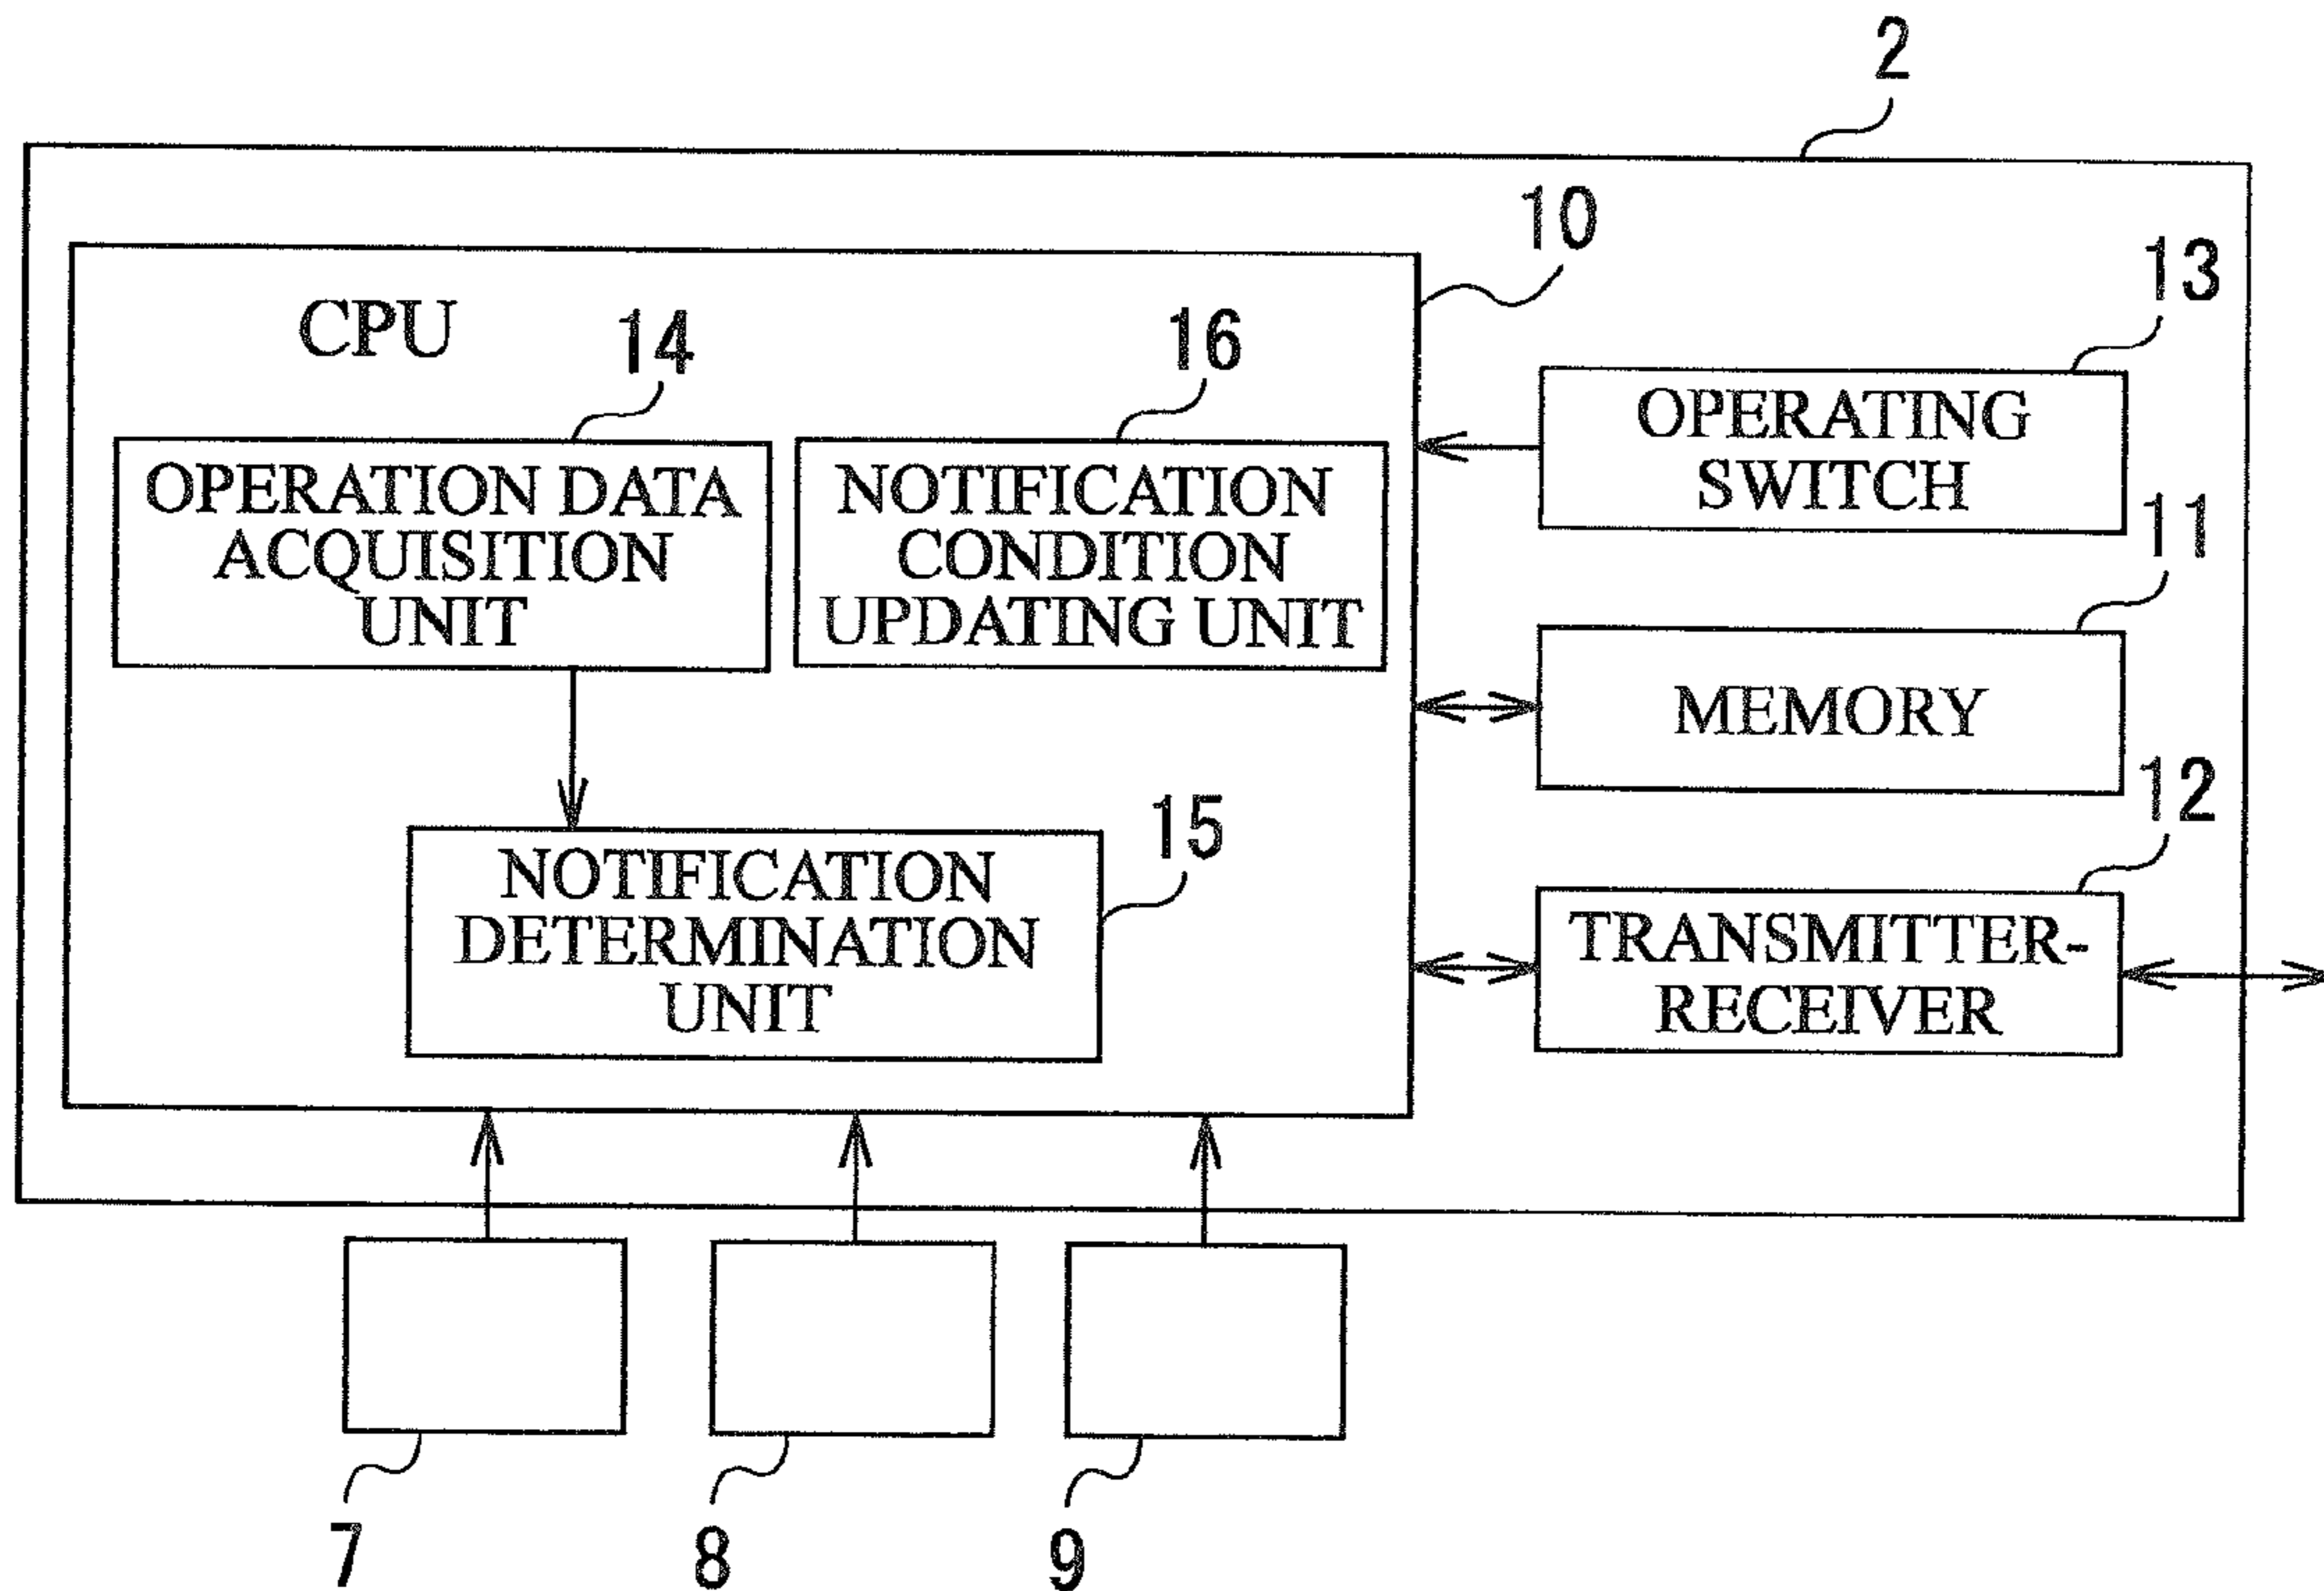 2
10
13
CPU
14
16
OPERATING
SWITCH
OPERATION DATA
ACQUISITION
UNIT
NOTIFICATION
CONDITION
UPDATING UNIT
11
MEMORY
12
15
NOTIFICATION
DETERMINATION
UNIT
TRANSMITTER-
RECEIVER
7
8
9